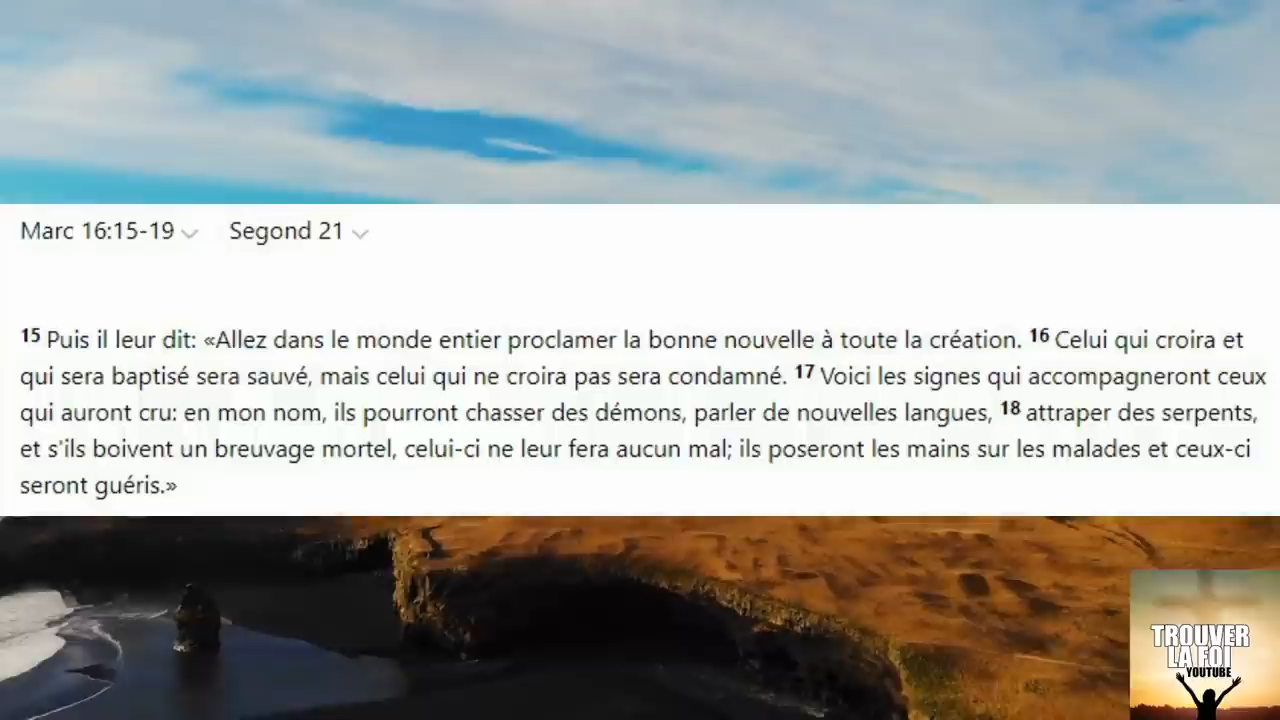 Marc 16:15-19 Segond 21
15 Puis il leur dit: «Allez dans le monde entier proclamer la bonne nouvelle à toute la création. 16 Celui qui croira et
qui sera baptisé sera sauvé, mais celui qui ne croira pas sera condamné. 17 Voici les signes qui accompagneront ceux
qui auront cru: en mon nom, ils pourront chasser des démons, parler de nouvelles langues, 18 attraper des serpents,
et s'ils boivent un breuvage mortel, celui-ci ne leur fera aucun mal; ils poseront les mains sur les malades et ceux-ci
seront guéris.»
TROUVER
LA FOI
YOUTUBE